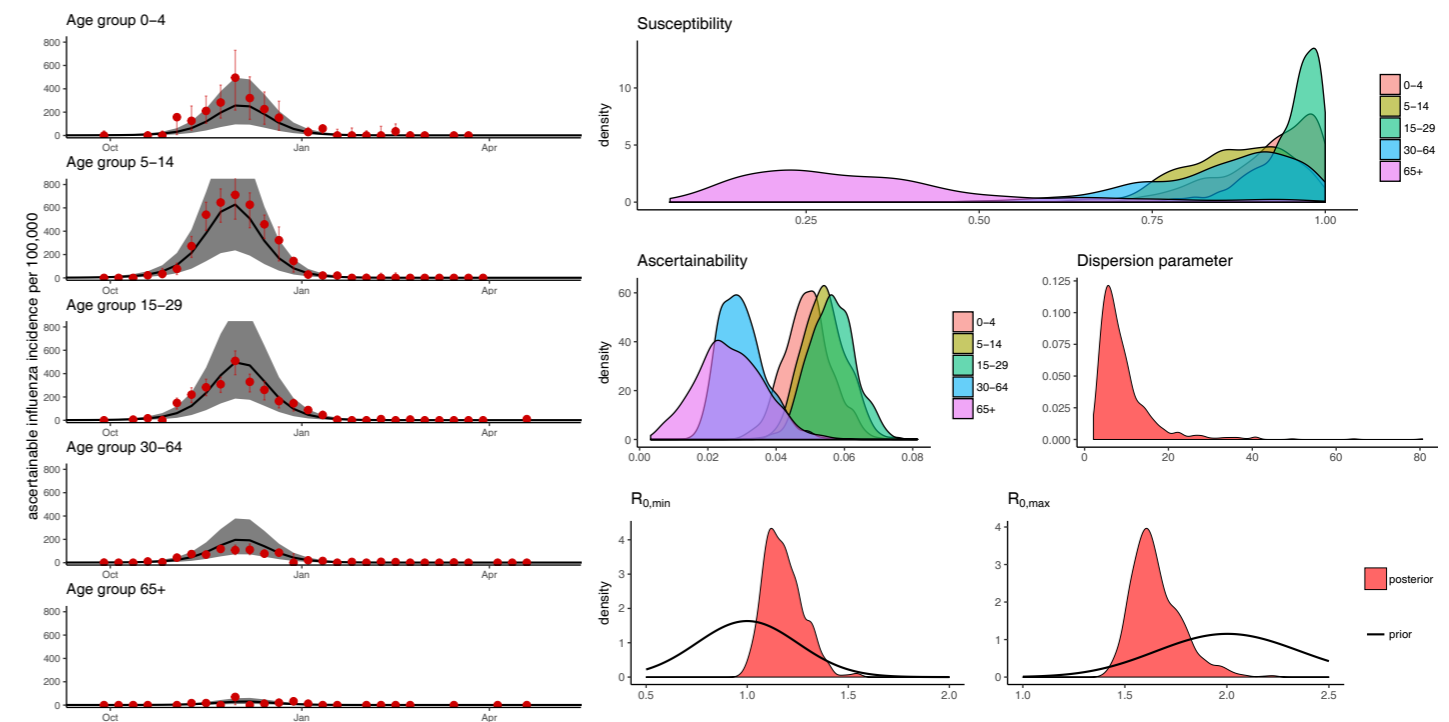 ascertainable influenza incidence per 100,000
Age group 0−4
800
600
400
200
0
Oct Jan Apr
Age group 5−14
800
600
400
200
0
Oct Jan Apr
Age group 15−29
800
600
400
200
0
Oct Jan Apr
Age group 30−64
800
600
400
200
0
Oct Jan Apr
Age group 65+
800
600
400
200
0
Oct Jan Apr
Susceptibility
density
10
5
0
0.25 0.50 0.75 1.00
0−4
5−14
15−29
30−64
65+
Ascertainability
density
60
40
20
0
0.00 0.02 0.04 0.06 0.08
0−4
5−14
15−29
30−64
65+
Dispersion parameter
0.125
0.100
0.075
0.050
0.025
0.000
0 20 40 60 80
R0,min
density
4
3
2
1
0
0.5 1.0 1.5 2.0
R0,max
4
3
2
1
0
1.0 1.5 2.0 2.5
posterior
prior